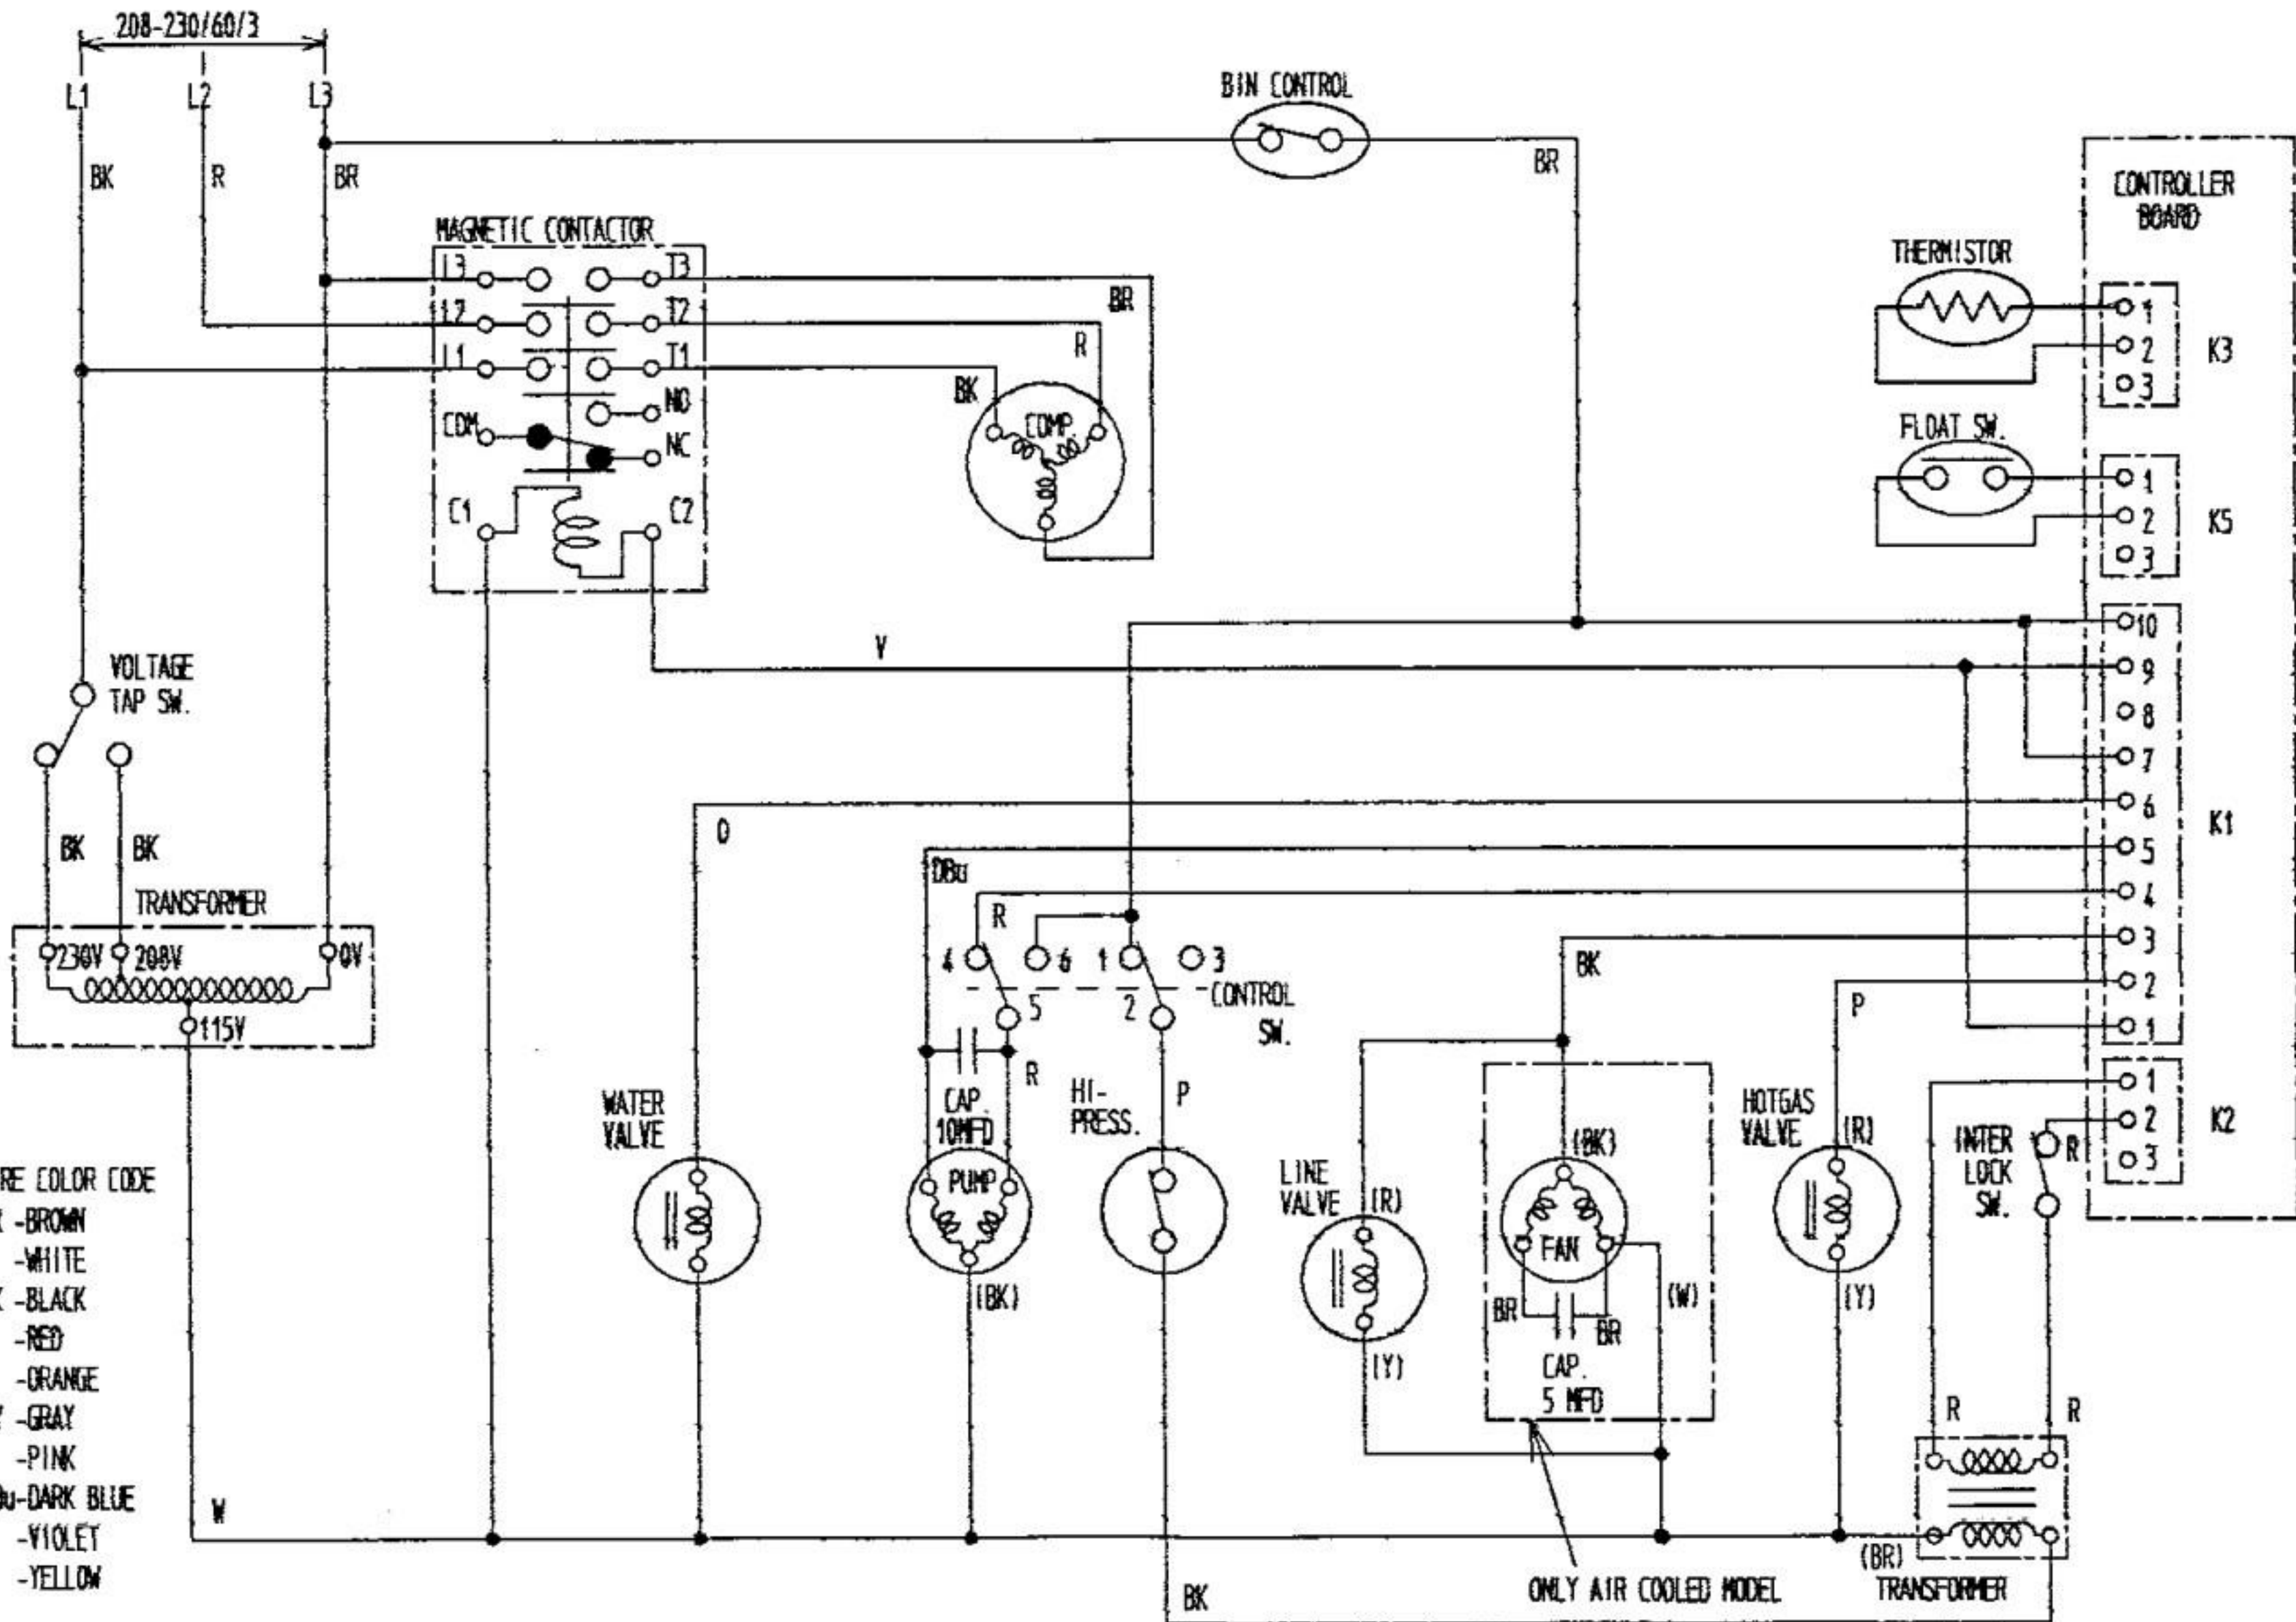 208-230/60/3
L1
L2
L3
BK
R
BR
BIN CONTROL
BR
CONTROLLER
BOARD
MAGNETIC CONTACTOR
L3
T3
BR
L2
T2
R
L1
T1
BK
NO
COM
NC
C1
C2
COMP.
THERMISTOR
1
2
3
K3
FLOAT SW.
1
2
3
K5
V
VOLTAGE
TAP SW.
10
9
8
7
6
5
4
3
2
1
K1
O
BK
BK
DBu
R
TRANSFORMER
230V
208V
0V
115V
4
6
1
3
5
2
CONTROL
SW.
BK
P
R
CAP.
10MFD
HI-
PRESS.
P
WATER
VALVE
PUMP
(BK)
LINE
VALVE
(R)
(Y)
(BK)
FAN
BR
BR
(W)
CAP.
5 MFD
HOTGAS
VALVE
(R)
(Y)
INTER
LOCK
SW.
R
1
2
3
K2
R
R
RE COLOR CODE
-BROWN
-WHITE
-BLACK
-RED
-ORANGE
-GRAY
-PINK
-DARK BLUE
-VIOLET
-YELLOW
W
BK
ONLY AIR COOLED MODEL
(BR)
TRANSFORMER